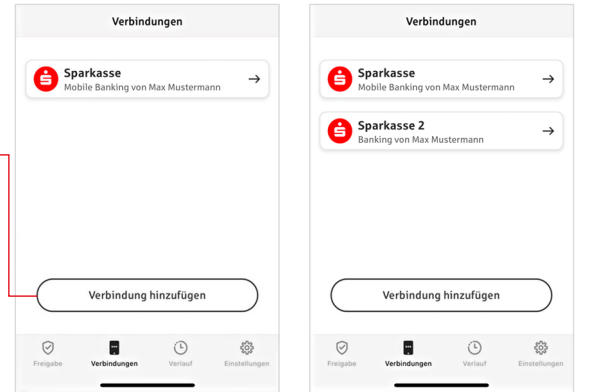 Verbindungen
Sparkasse
Mobile Banking von Max Mustermann
Verbindung hinzufügen
Freigabe
Verbindungen
Verlauf
Einstellungen
Verbindungen
Sparkasse
Mobile Banking von Max Mustermann
Sparkasse 2
Banking von Max Mustermann
Verbindung hinzufügen
Freigabe
Verbindungen
Verlauf
Einstellungen